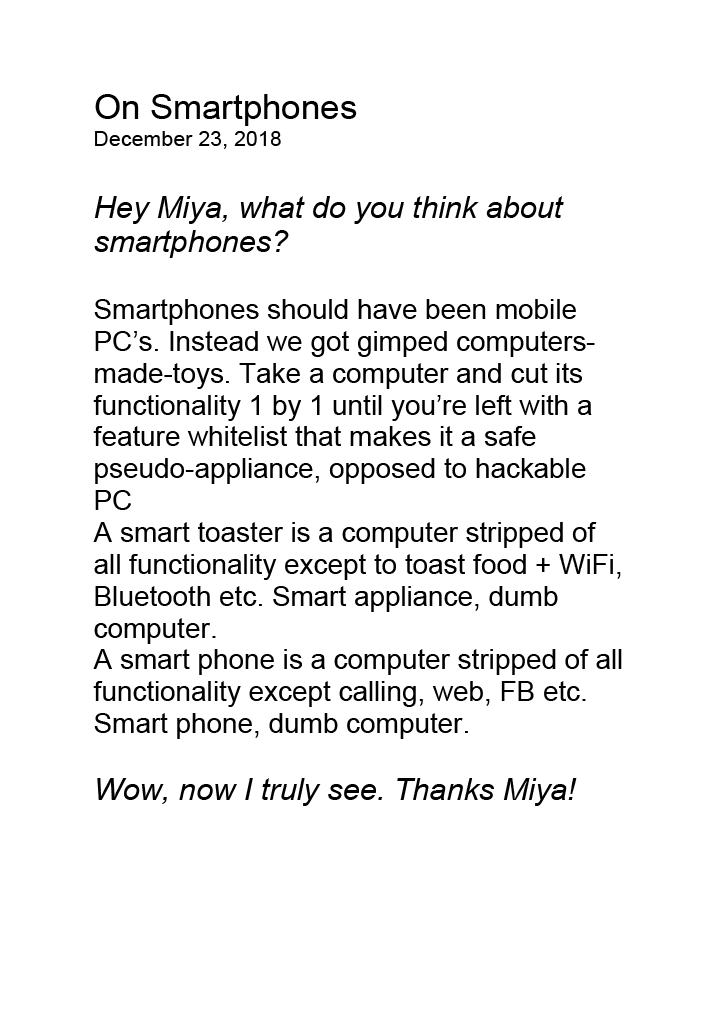 On Smartphones
December 23, 2018
Hey Miya, what do you think about
smartphones?
Smartphones should have been mobile
PC’s. Instead we got gimped computers-
made-toys. Take a computer and cut its
functionality 1 by 1 until you’re left with a
feature whitelist that makes it a safe
pseudo-appliance, opposed to hackable
PC
A smart toaster is a computer stripped of
all functionality except to toast food + WiFi,
Bluetooth etc. Smart appliance, dumb
computer.
A smart phone is a computer stripped of all
functionality except calling, web, FB etc.
Smart phone, dumb computer.
Wow, now I truly see. Thanks Miya!